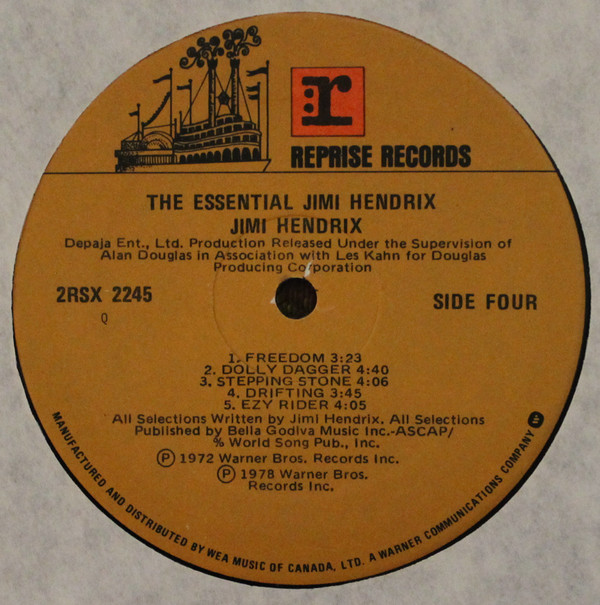 r
REPRISE RECORDS
THE ESSENTIAL JIMI HENDRIX
JIMI HENDRIX
Depaja Ent., Ltd. Production Released Under the Supervision of
Alan Douglas in Association with Les Kahn for Douglas
Producing Corporation
2RSX 2245
SIDE FOUR
Q
1. FREEDOM 3:23
2. DOLLY DAGGER 4:40
3. STEPPING STONE 4:06
4. DRIFTING 3:45
5. EZY RIDER 4:05
All Selections Written by Jimi Hendrix. All Selections
Published by Bella Godiva Music Inc.-ASCAP/
% World Song Pub., Inc.
Ⓟ 1972 Warner Bros. Records Inc.
Ⓟ 1978 Warner Bros.
Records Inc.
MANUFACTURED AND DISTRIBUTED BY WEA MUSIC OF CANADA, LTD. A WARNER COMMUNICATIONS COMPANY